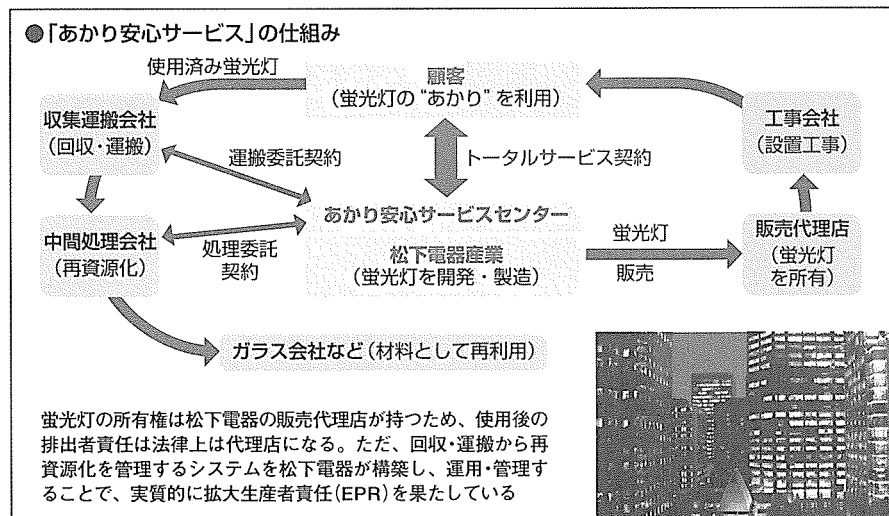 ●「あかり安心サービス」の仕組み
使用済み蛍光灯
顧客
(蛍光灯の“あかり”を利用)
収集運搬会社
(回収・運搬)
工事会社
(設置工事)
運搬委託契約
トータルサービス契約
あかり安心サービスセンター
中間処理会社
(再資源化)
処理委託
契約
松下電器産業
(蛍光灯を開発・製造)
蛍光灯
販売
販売代理店
(蛍光灯
を所有)
ガラス会社など(材料として再利用)
蛍光灯の所有権は松下電器の販売代理店が持つため、使用後の
排出者責任は法律上は代理店になる。ただ、回収・運搬から再
資源化を管理するシステムを松下電器が構築し、運用・管理す
ることで、実質的に拡大生産者責任(EPR)を果たしている